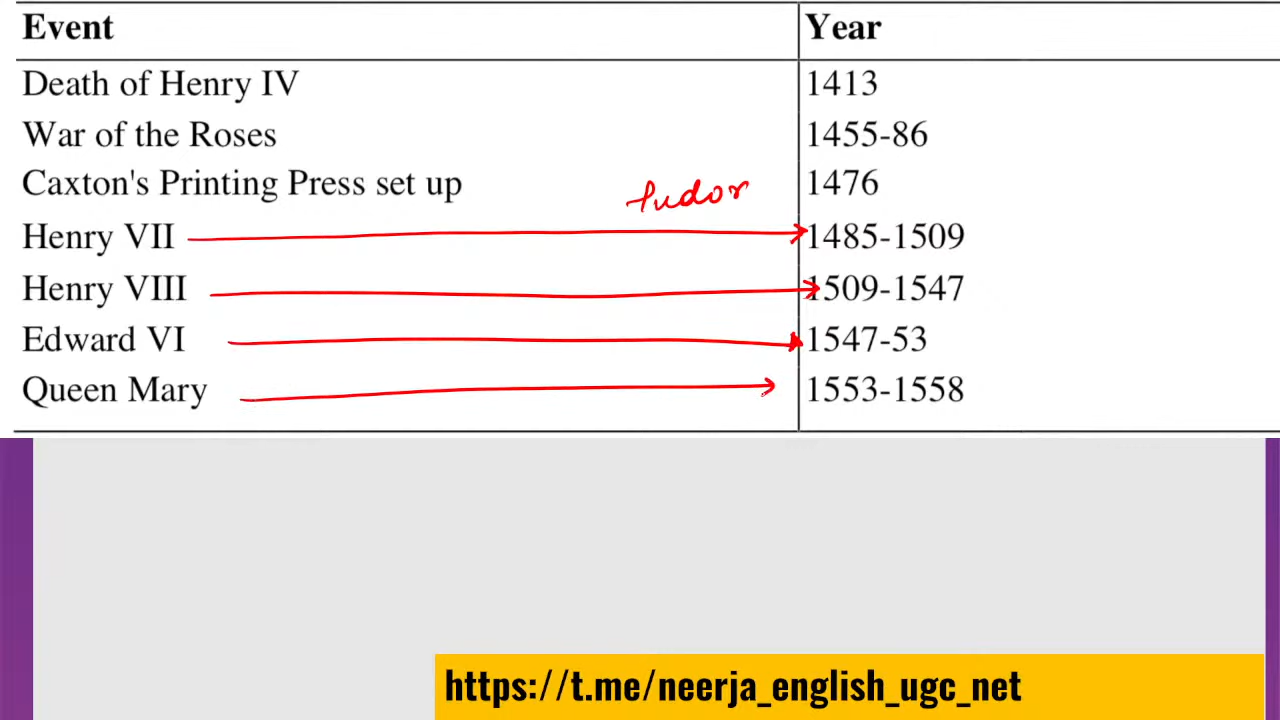 Event Year
Death of Henry IV 1413
War of the Roses 1455-86
Caxton's Printing Press set up 1476
tudor
Henry VII 1485-1509
Henry VIII 1509-1547
Edward VI 1547-53
Queen Mary 1553-1558
https://t.me/neerja_english_ugc_net